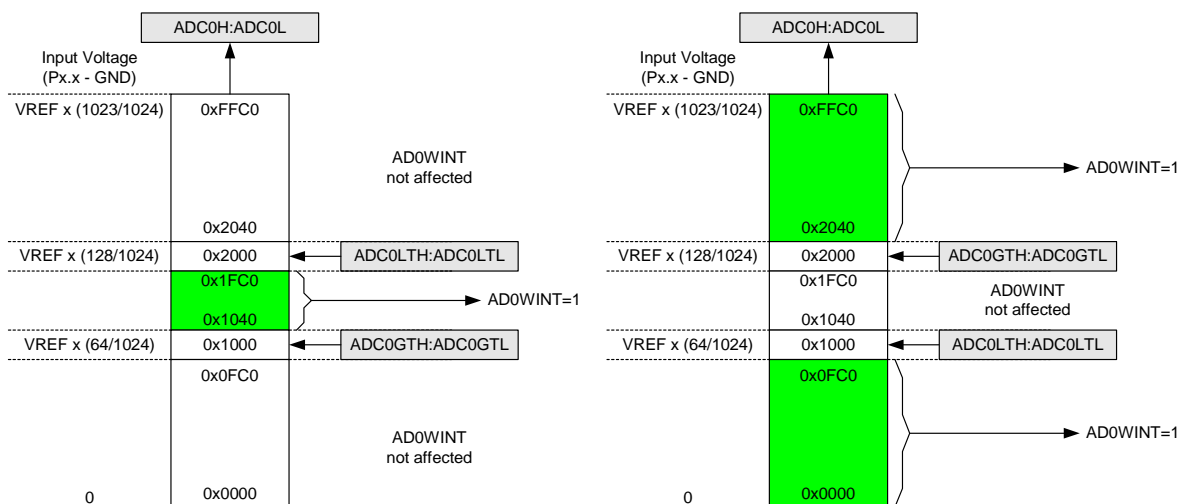 ADC0H:ADC0L
Input Voltage
(Px.x - GND)
VREF x (1023/1024)
0xFFC0
AD0WINT
not affected
0x2040
VREF x (128/1024)
0x2000
ADC0LTH:ADC0LTL
0x1FC0
AD0WINT=1
0x1040
VREF x (64/1024)
0x1000
ADC0GTH:ADC0GTL
0x0FC0
AD0WINT
not affected
0
0x0000
ADC0H:ADC0L
Input Voltage
(Px.x - GND)
VREF x (1023/1024)
0xFFC0
AD0WINT=1
0x2040
VREF x (128/1024)
0x2000
ADC0GTH:ADC0GTL
0x1FC0
AD0WINT
not affected
0x1040
VREF x (64/1024)
0x1000
ADC0LTH:ADC0LTL
0x0FC0
AD0WINT=1
0
0x0000